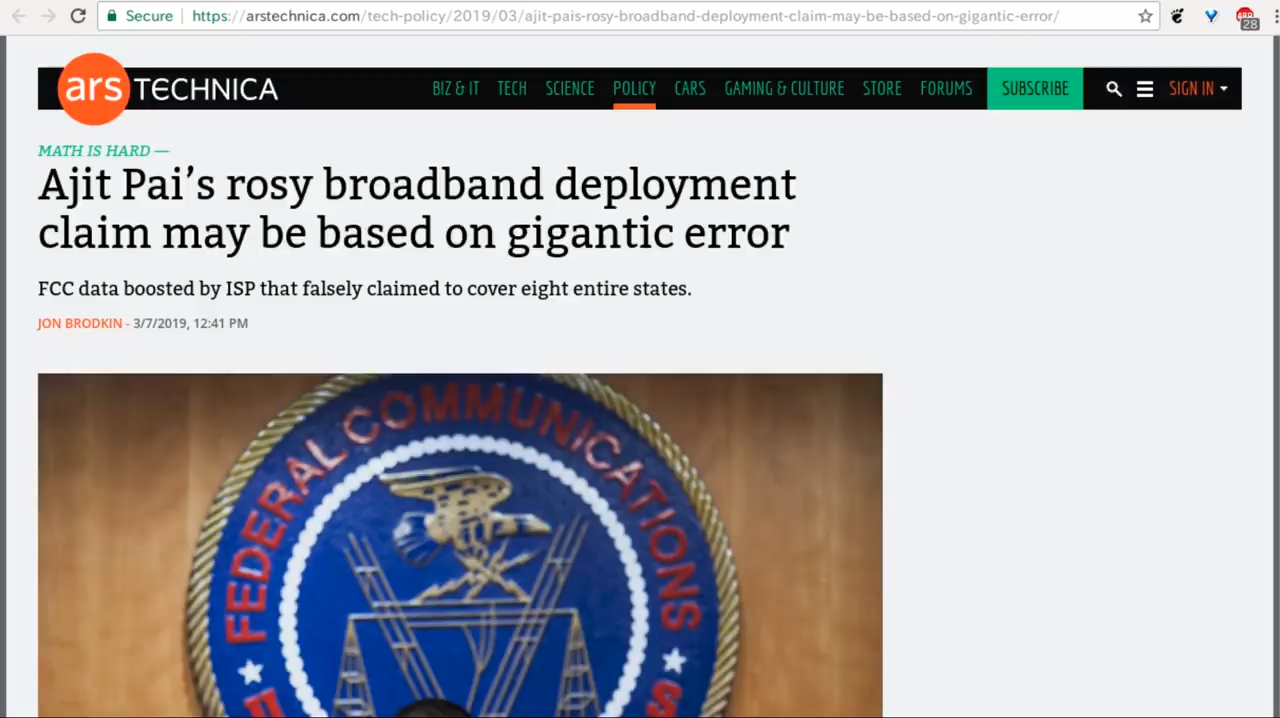 Secure https://arstechnica.com/tech-policy/2019/03/ajit-pais-rosy-broadband-deployment-claim-may-be-based-on-gigantic-error/
28
ars TECHNICA BIZ & IT TECH SCIENCE POLICY CARS GAMING & CULTURE STORE FORUMS SUBSCRIBE SIGN IN
MATH IS HARD —
Ajit Pai’s rosy broadband deployment
claim may be based on gigantic error
FCC data boosted by ISP that falsely claimed to cover eight entire states.
JON BRODKIN - 3/7/2019, 12:41 PM
FEDERAL COMMUNICATIONS